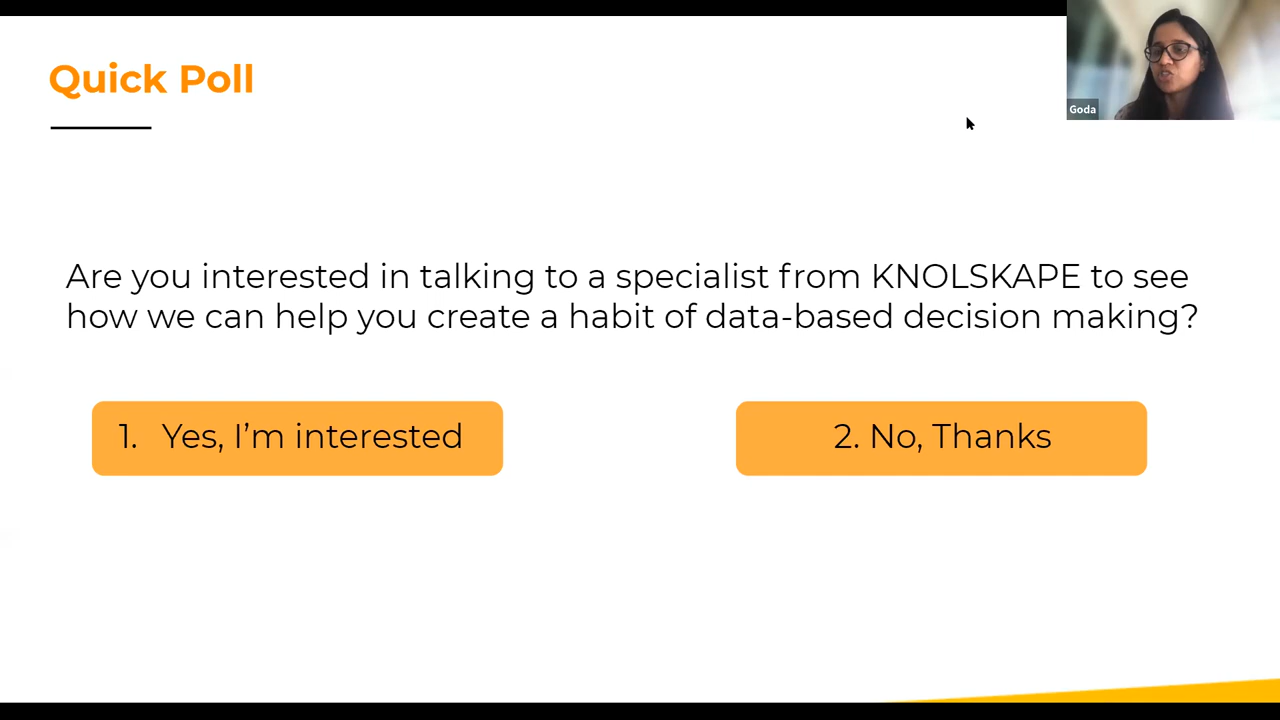 Quick Poll
Goda
Are you interested in talking to a specialist from KNOLSKAPE to see
how we can help you create a habit of data-based decision making?
1. Yes, I’m interested
2. No, Thanks